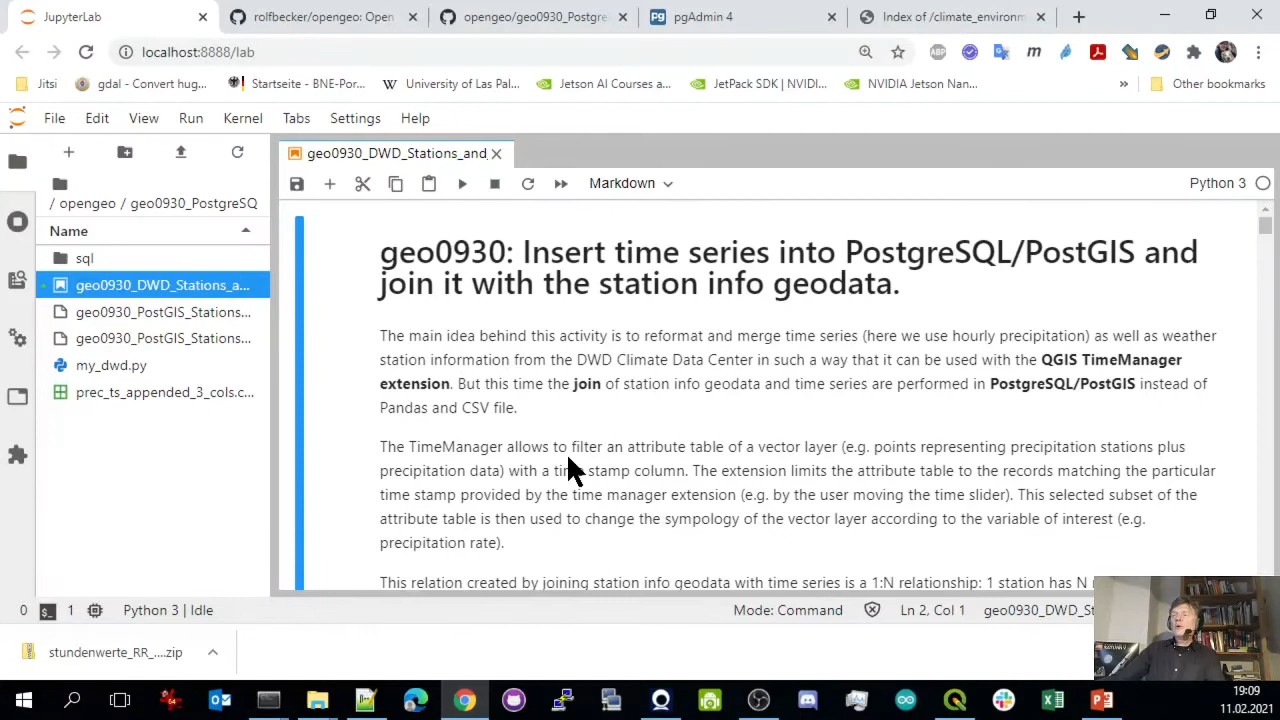 JupyterLab
rolfbecker/opengeo: Open
opengeo/geo0930_Postgre
pgAdmin 4
Index of /climate_environm
localhost:8888/lab
Jitsi
gdal - Convert hug...
Startseite - BNE-Por...
University of Las Pal...
Jetson AI Courses a...
JetPack SDK | NVIDI...
NVIDIA Jetson Nan...
»
Other bookmarks
File Edit View Run Kernel Tabs Settings Help
geo0930_DWD_Stations_and
Markdown
Python 3
/ opengeo / geo0930_PostgreSQ
Name
sql
geo0930_DWD_Stations_a...
geo0930_PostGIS_Stations...
geo0930_PostGIS_Stations...
my_dwd.py
prec_ts_appended_3_cols.c...
geo0930: Insert time series into PostgreSQL/PostGIS and
join it with the station info geodata.
The main idea behind this activity is to reformat and merge time series (here we use hourly precipitation) as well as weather
station information from the DWD Climate Data Center in such a way that it can be used with the QGIS TimeManager
extension. But this time the join of station info geodata and time series are performed in PostgreSQL/PostGIS instead of
Pandas and CSV file.
The TimeManager allows to filter an attribute table of a vector layer (e.g. points representing precipitation stations plus
precipitation data) with a time stamp column. The extension limits the attribute table to the records matching the particular
time stamp provided by the time manager extension (e.g. by the user moving the time slider). This selected subset of the
attribute table is then used to change the sympology of the vector layer according to the variable of interest (e.g.
precipitation rate).
This relation created by joining station info geodata with time series is a 1:N relationship: 1 station has N
0 1 Python 3 | Idle
Mode: Command
Ln 2, Col 1
geo0930_DWD_St
stundenwerte_RR_....zip
19:09
11.02.2021